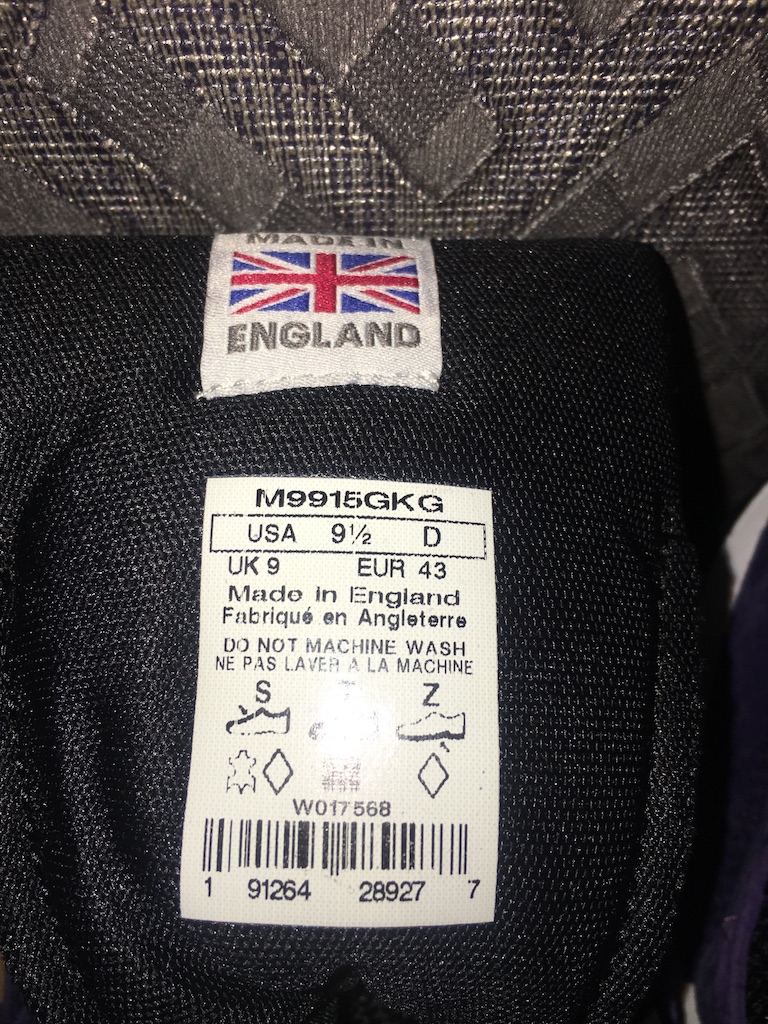 MADE IN
ENGLAND
M9915GKG
USA 9½ D
UK 9 EUR 43
Made in England
Fabriqué en Angleterre
DO NOT MACHINE WASH
NE PAS LAVER A LA MACHINE
S Z
W017568
1 91264 28927 7